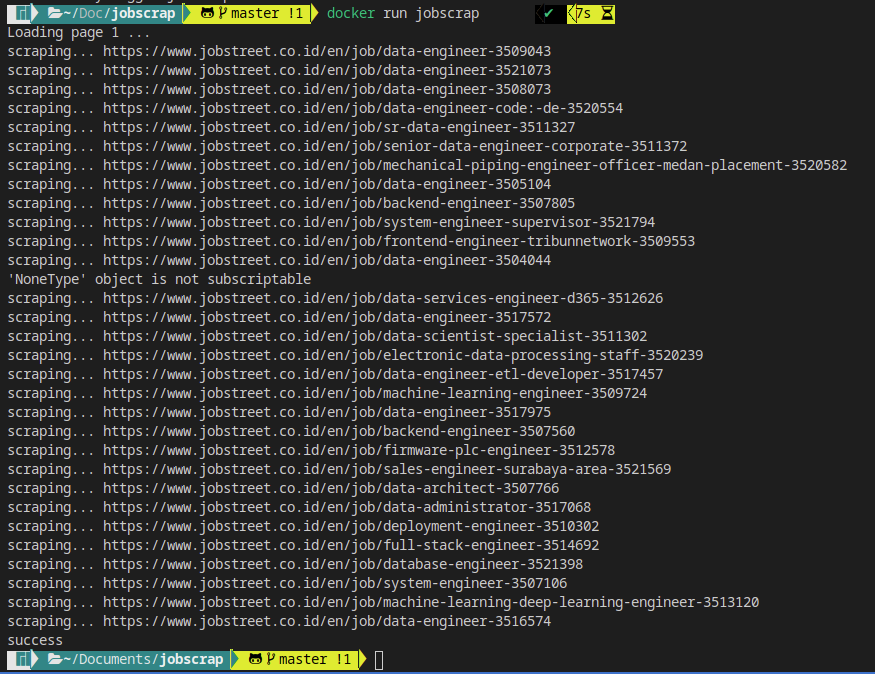 ~/Doc/jobscrap master !1 docker run jobscrap ✔ 7s
Loading page 1 ...
scraping... https://www.jobstreet.co.id/en/job/data-engineer-3509043
scraping... https://www.jobstreet.co.id/en/job/data-engineer-3521073
scraping... https://www.jobstreet.co.id/en/job/data-engineer-3508073
scraping... https://www.jobstreet.co.id/en/job/data-engineer-code:-de-3520554
scraping... https://www.jobstreet.co.id/en/job/sr-data-engineer-3511327
scraping... https://www.jobstreet.co.id/en/job/senior-data-engineer-corporate-3511372
scraping... https://www.jobstreet.co.id/en/job/mechanical-piping-engineer-officer-medan-placement-3520582
scraping... https://www.jobstreet.co.id/en/job/data-engineer-3505104
scraping... https://www.jobstreet.co.id/en/job/backend-engineer-3507805
scraping... https://www.jobstreet.co.id/en/job/system-engineer-supervisor-3521794
scraping... https://www.jobstreet.co.id/en/job/frontend-engineer-tribunnetwork-3509553
scraping... https://www.jobstreet.co.id/en/job/data-engineer-3504044
'NoneType' object is not subscriptable
scraping... https://www.jobstreet.co.id/en/job/data-services-engineer-d365-3512626
scraping... https://www.jobstreet.co.id/en/job/data-engineer-3517572
scraping... https://www.jobstreet.co.id/en/job/data-scientist-specialist-3511302
scraping... https://www.jobstreet.co.id/en/job/electronic-data-processing-staff-3520239
scraping... https://www.jobstreet.co.id/en/job/data-engineer-etl-developer-3517457
scraping... https://www.jobstreet.co.id/en/job/machine-learning-engineer-3509724
scraping... https://www.jobstreet.co.id/en/job/data-engineer-3517975
scraping... https://www.jobstreet.co.id/en/job/backend-engineer-3507560
scraping... https://www.jobstreet.co.id/en/job/firmware-plc-engineer-3512578
scraping... https://www.jobstreet.co.id/en/job/sales-engineer-surabaya-area-3521569
scraping... https://www.jobstreet.co.id/en/job/data-architect-3507766
scraping... https://www.jobstreet.co.id/en/job/data-administrator-3517068
scraping... https://www.jobstreet.co.id/en/job/deployment-engineer-3510302
scraping... https://www.jobstreet.co.id/en/job/full-stack-engineer-3514692
scraping... https://www.jobstreet.co.id/en/job/database-engineer-3521398
scraping... https://www.jobstreet.co.id/en/job/system-engineer-3507106
scraping... https://www.jobstreet.co.id/en/job/machine-learning-deep-learning-engineer-3513120
scraping... https://www.jobstreet.co.id/en/job/data-engineer-3516574
success
~/Documents/jobscrap master !1